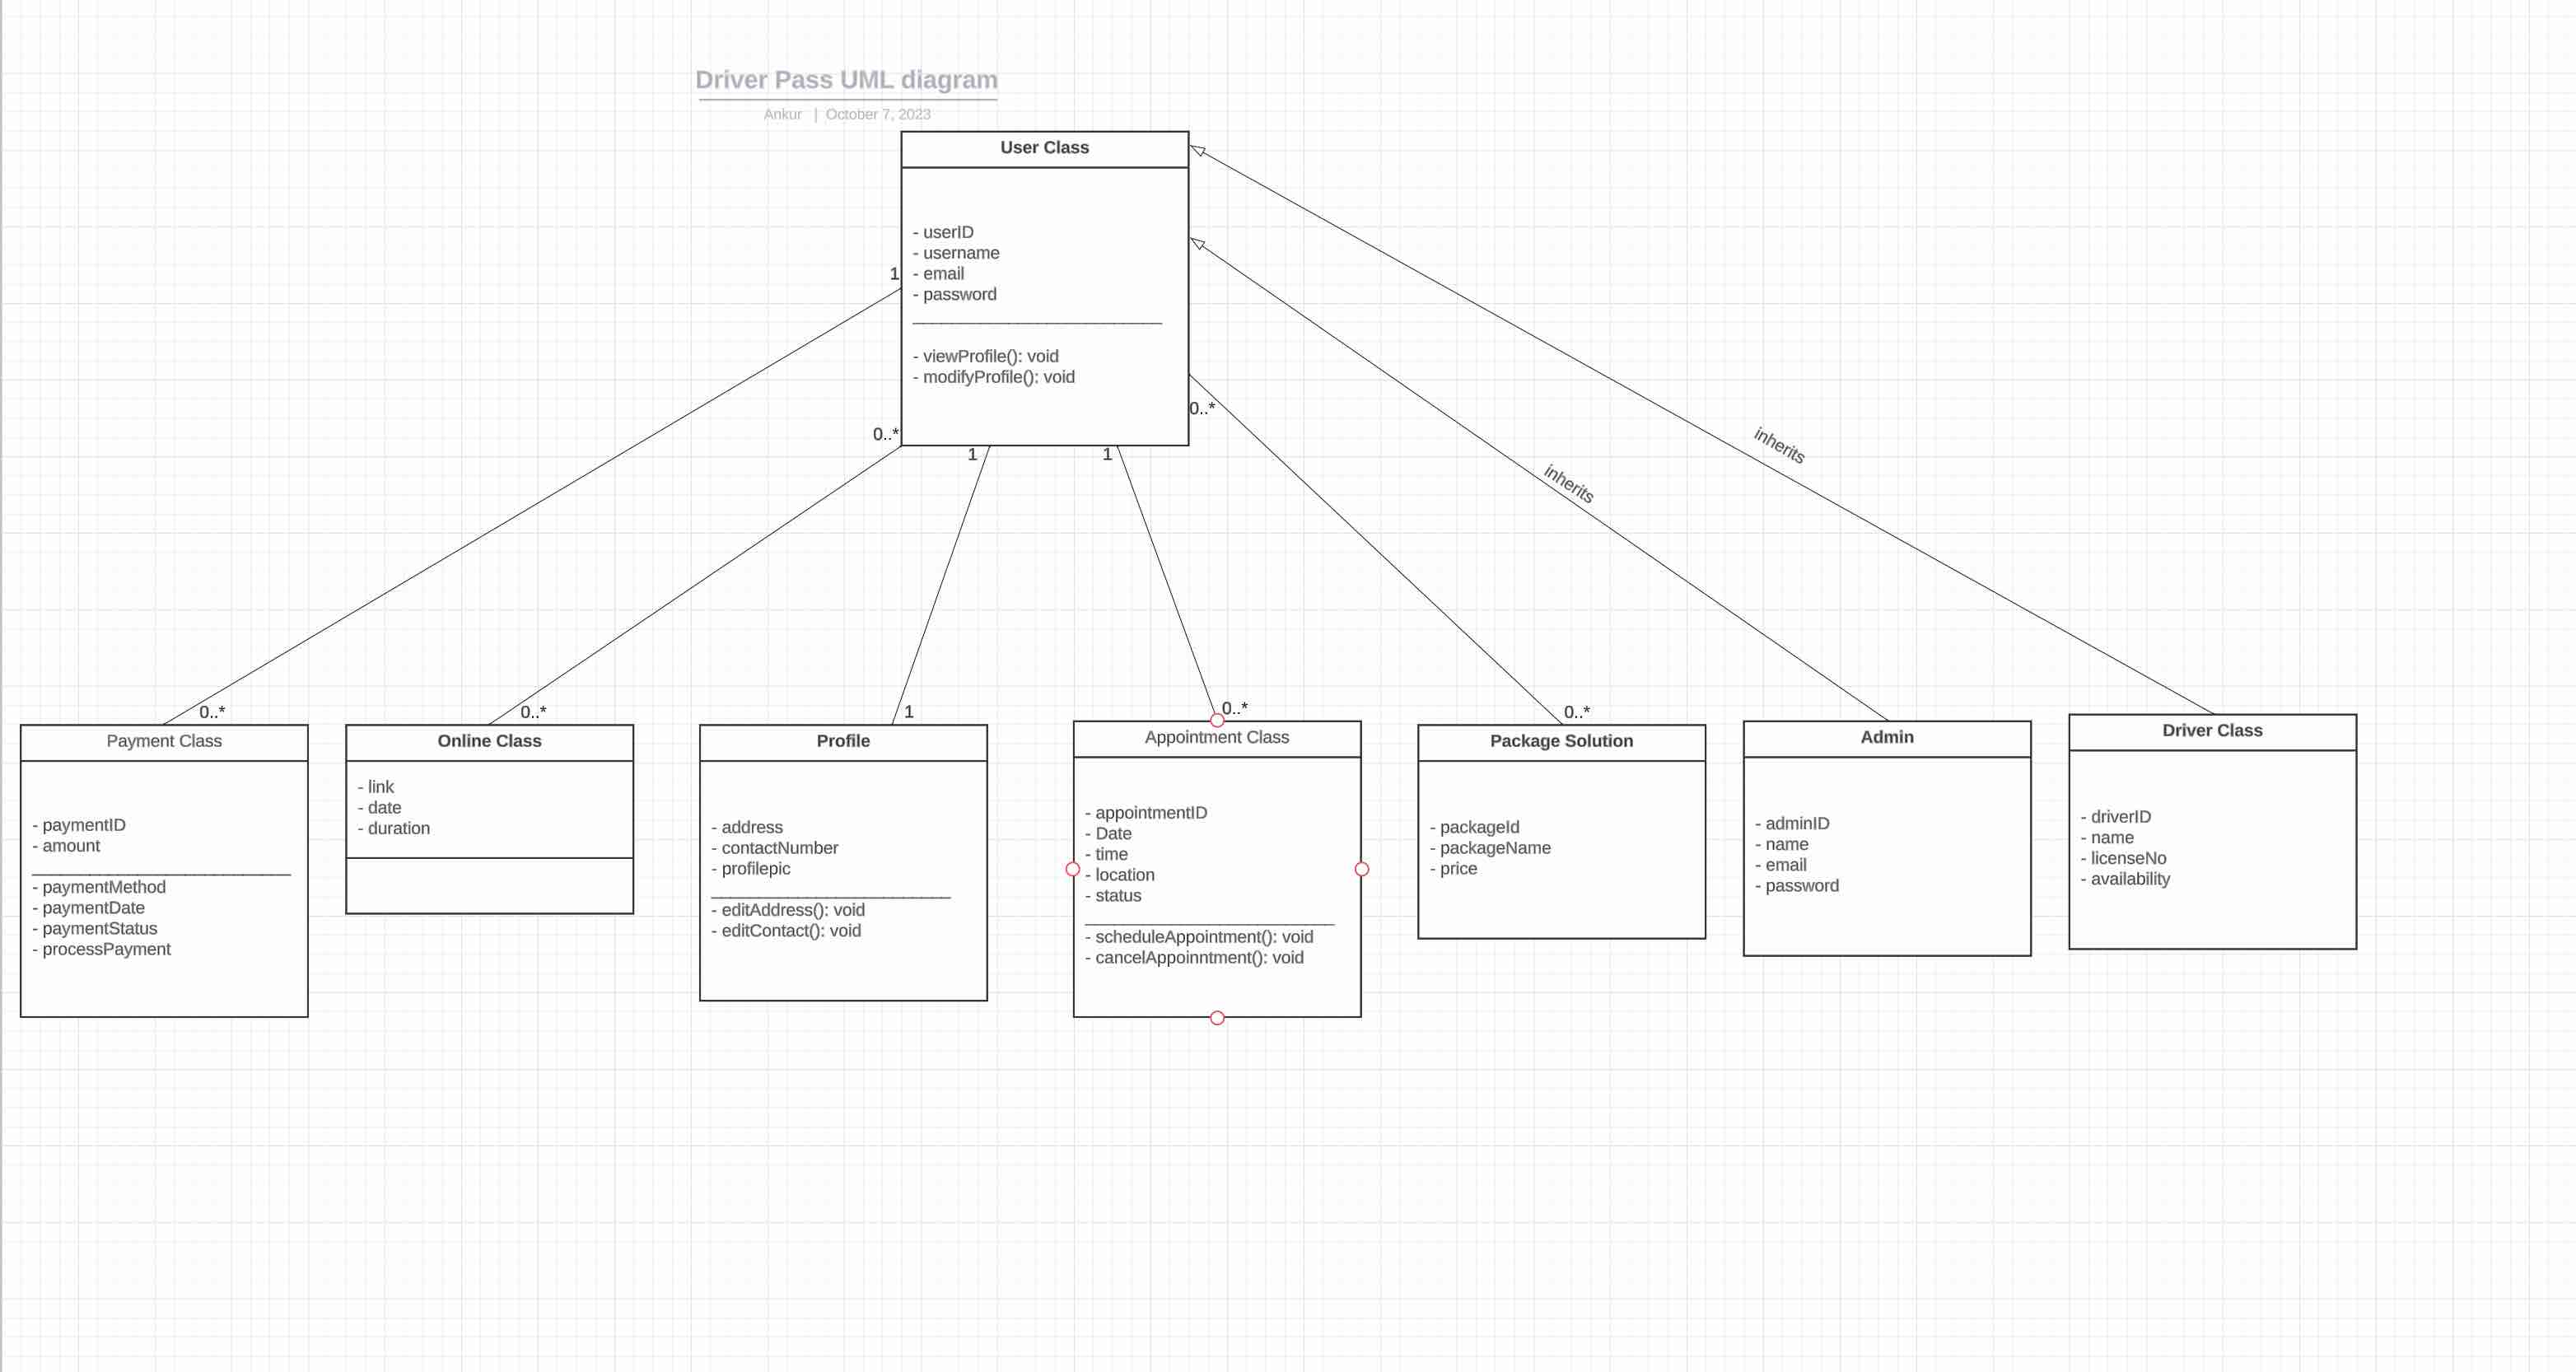 Driver Pass UML diagram
Ankur | October 7, 2023
User Class
- userID
- username
- email
- password
- viewProfile(): void
- modifyProfile(): void
1
0..*
1
1
0..*
inherits
inherits
0..*
0..*
1
0..*
0..*
Payment Class
- paymentID
- amount
- paymentMethod
- paymentDate
- paymentStatus
- processPayment
Online Class
- link
- date
- duration
Profile
- address
- contactNumber
- profilepic
- editAddress(): void
- editContact(): void
Appointment Class
- appointmentID
- Date
- time
- location
- status
- scheduleAppointment(): void
- cancelAppoinntment(): void
Package Solution
- packageId
- packageName
- price
Admin
- adminID
- name
- email
- password
Driver Class
- driverID
- name
- licenseNo
- availability